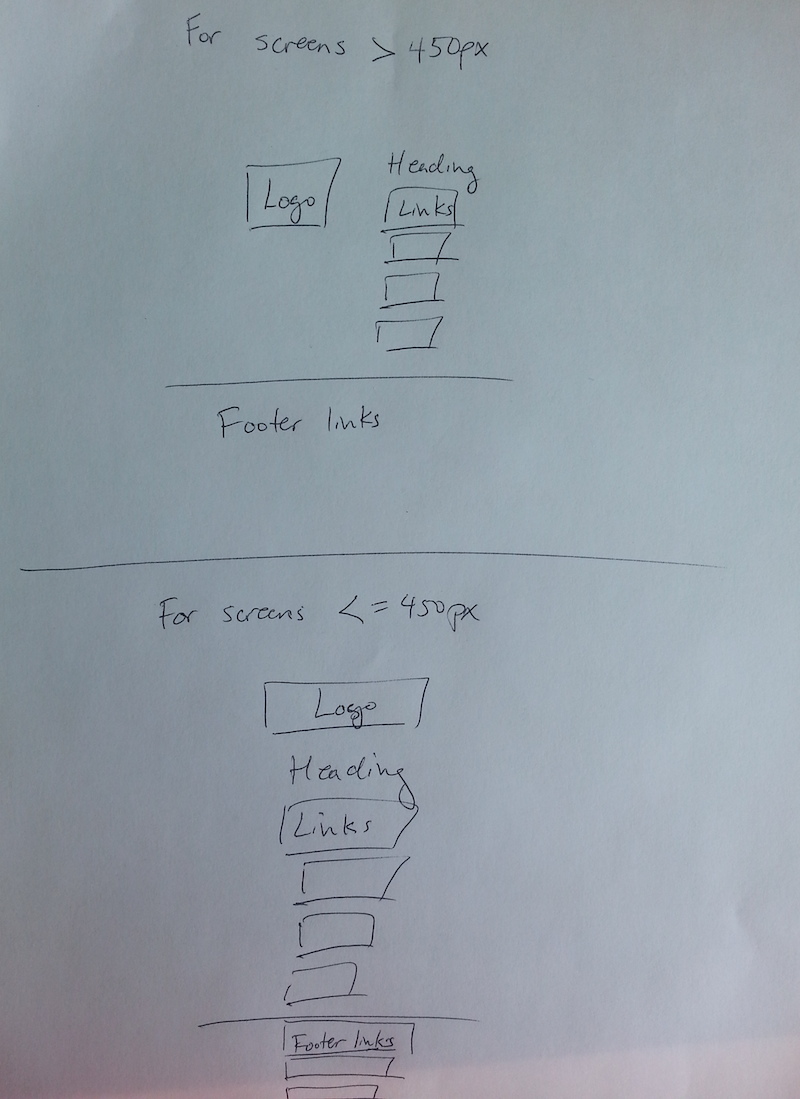 For screens > 450px
Logo
Heading
Links
Footer links
For screens <= 450px
Logo
Heading
Links
Footer links